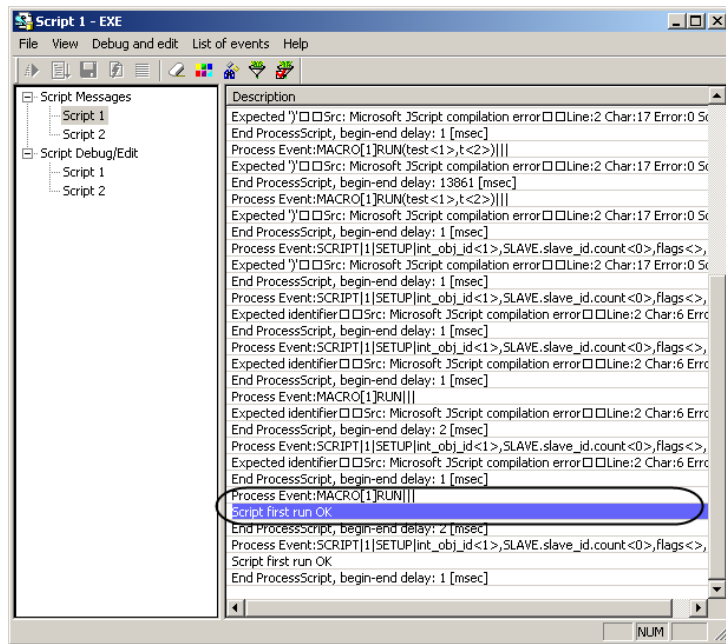 Script 1 - EXE
File View Debug and edit List of events Help
Script Messages
Script 1
Script 2
Script Debug/Edit
Script 1
Script 2
Description
Expected ')'□□Src: Microsoft JScript compilation error□□Line:2 Char:17 Error:0 Sc
End ProcessScript, begin-end delay: 1 [msec]
Process Event:MACRO[1]RUN(test<1>,t<2>)|||
Expected ')'□□Src: Microsoft JScript compilation error□□Line:2 Char:17 Error:0 Sc
End ProcessScript, begin-end delay: 13861 [msec]
Process Event:MACRO[1]RUN(test<1>,t<2>)|||
Expected ')'□□Src: Microsoft JScript compilation error□□Line:2 Char:17 Error:0 Sc
End ProcessScript, begin-end delay: 1 [msec]
Process Event:SCRIPT|1|SETUP|int_obj_id<1>,SLAVE.slave_id.count<0>,flags<>,
Expected ')'□□Src: Microsoft JScript compilation error□□Line:2 Char:17 Error:0 Sc
End ProcessScript, begin-end delay: 1 [msec]
Process Event:SCRIPT|1|SETUP|int_obj_id<1>,SLAVE.slave_id.count<0>,flags<>,
Expected identifier□□Src: Microsoft JScript compilation error□□Line:2 Char:6 Errc
End ProcessScript, begin-end delay: 1 [msec]
Process Event:SCRIPT|1|SETUP|int_obj_id<1>,SLAVE.slave_id.count<0>,flags<>,
Expected identifier□□Src: Microsoft JScript compilation error□□Line:2 Char:6 Errc
End ProcessScript, begin-end delay: 1 [msec]
Process Event:MACRO[1]RUN|||
Expected identifier□□Src: Microsoft JScript compilation error□□Line:2 Char:6 Errc
End ProcessScript, begin-end delay: 2 [msec]
Process Event:SCRIPT|1|SETUP|int_obj_id<1>,SLAVE.slave_id.count<0>,flags<>,
Expected identifier□□Src: Microsoft JScript compilation error□□Line:2 Char:6 Errc
End ProcessScript, begin-end delay: 1 [msec]
Process Event:MACRO[1]RUN|||
Script first run OK
End ProcessScript, begin-end delay: 2 [msec]
Process Event:SCRIPT|1|SETUP|int_obj_id<1>,SLAVE.slave_id.count<0>,flags<>,
Script first run OK
End ProcessScript, begin-end delay: 1 [msec]
NUM